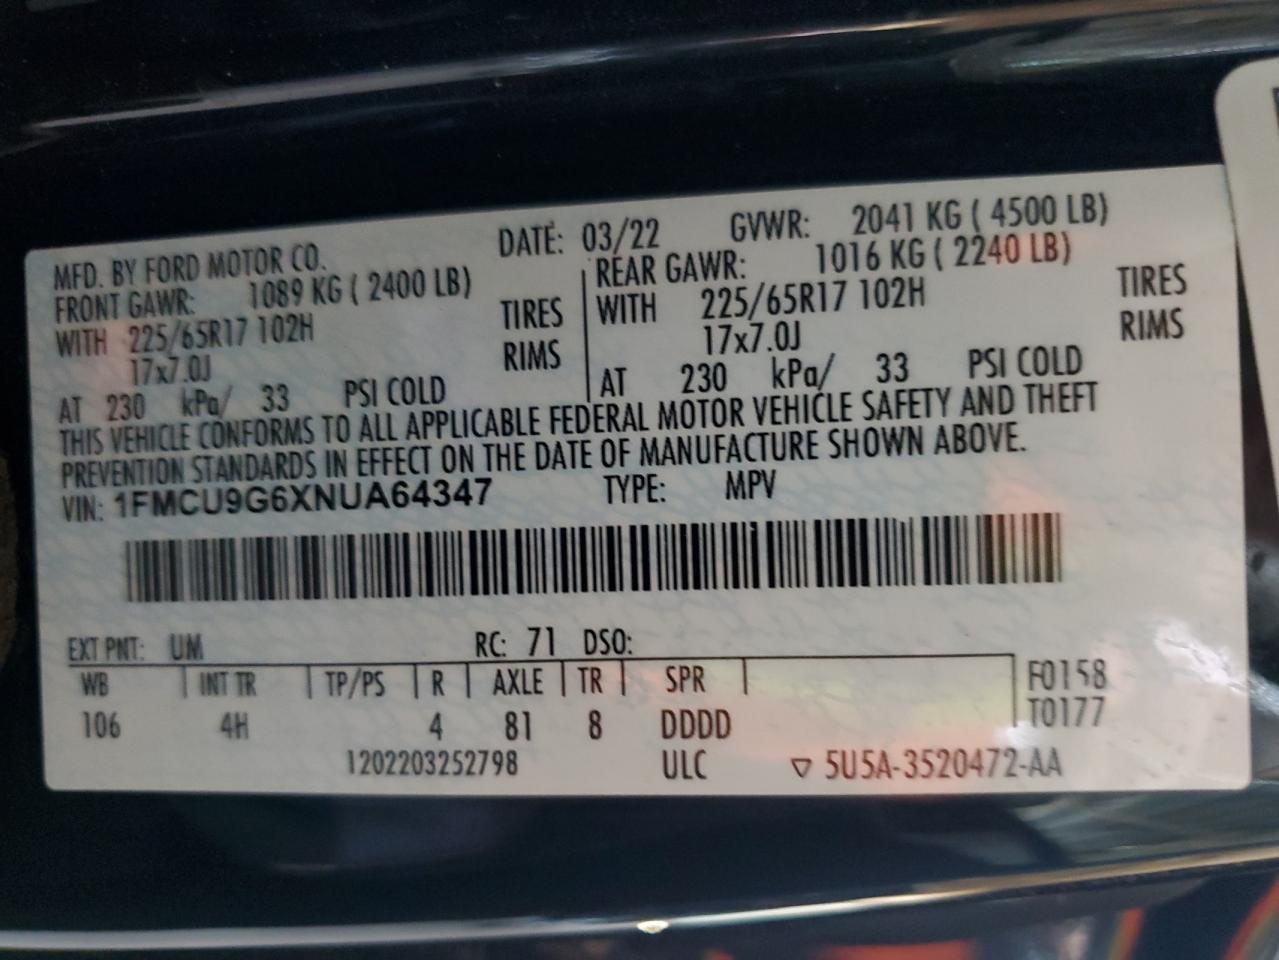 MFD. BY FORD MOTOR CO. DATE: 03/22 GVWR: 2041 KG ( 4500 LB)
FRONT GAWR: 1089 KG ( 2400 LB) REAR GAWR: 1016 KG ( 2240 LB)
WITH 225/65R17 102H TIRES WITH 225/65R17 102H TIRES
17x7.0J RIMS 17x7.0J RIMS
AT 230 kPa/ 33 PSI COLD AT 230 kPa/ 33 PSI COLD
THIS VEHICLE CONFORMS TO ALL APPLICABLE FEDERAL MOTOR VEHICLE SAFETY AND THEFT
PREVENTION STANDARDS IN EFFECT ON THE DATE OF MANUFACTURE SHOWN ABOVE.
VIN: 1FMCU9G6XNUA64347 TYPE: MPV
EXT PNT: UM RC: 71 DSO:
WB INT TR TP/PS R AXLE TR SPR F0158
106 4H 4 81 8 DDDD T0177
1202203252798 ULC ▽ 5U5A-3520472-AA